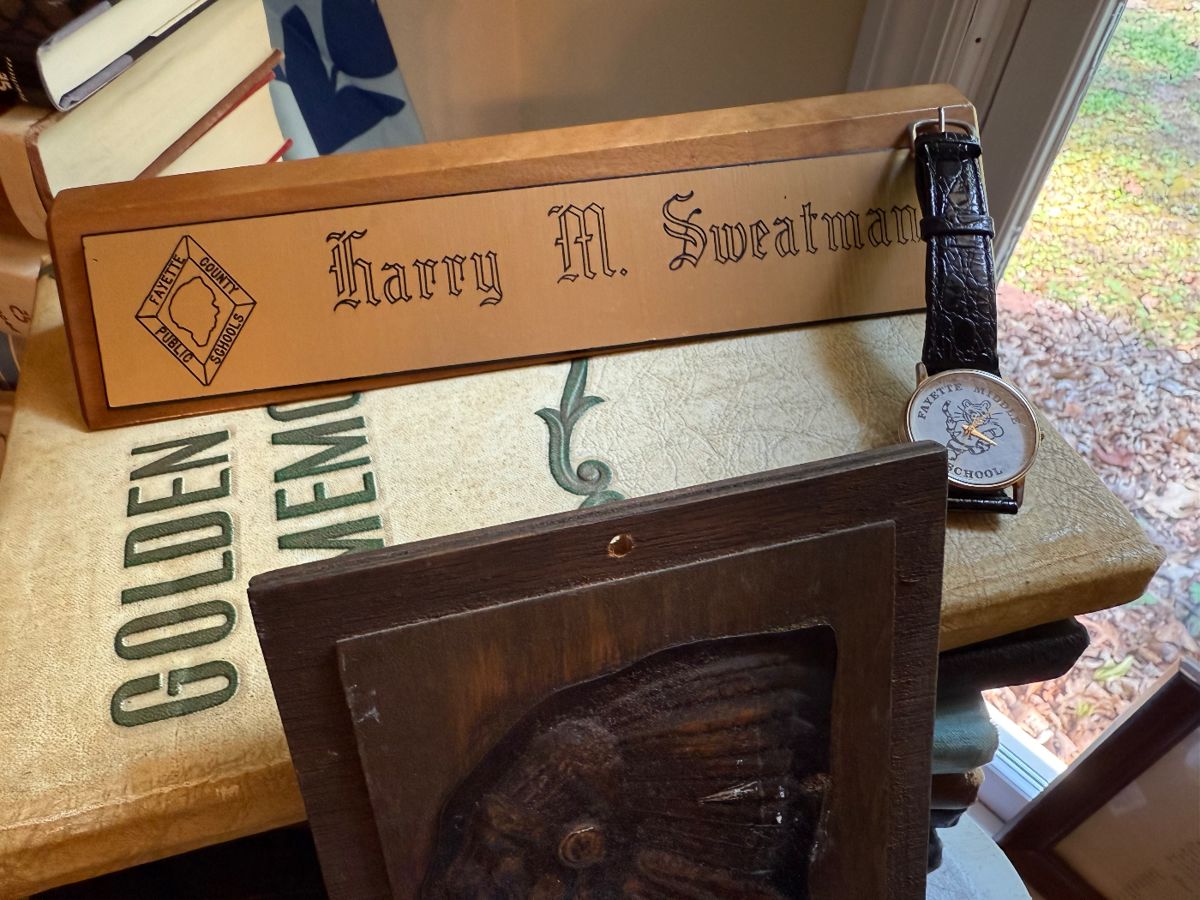 Harry M. Sweatman
FAYETTE COUNTY
PUBLIC SCHOOLS
FAYETTE MIDDLE
SCHOOL
GOLDEN
MEMO